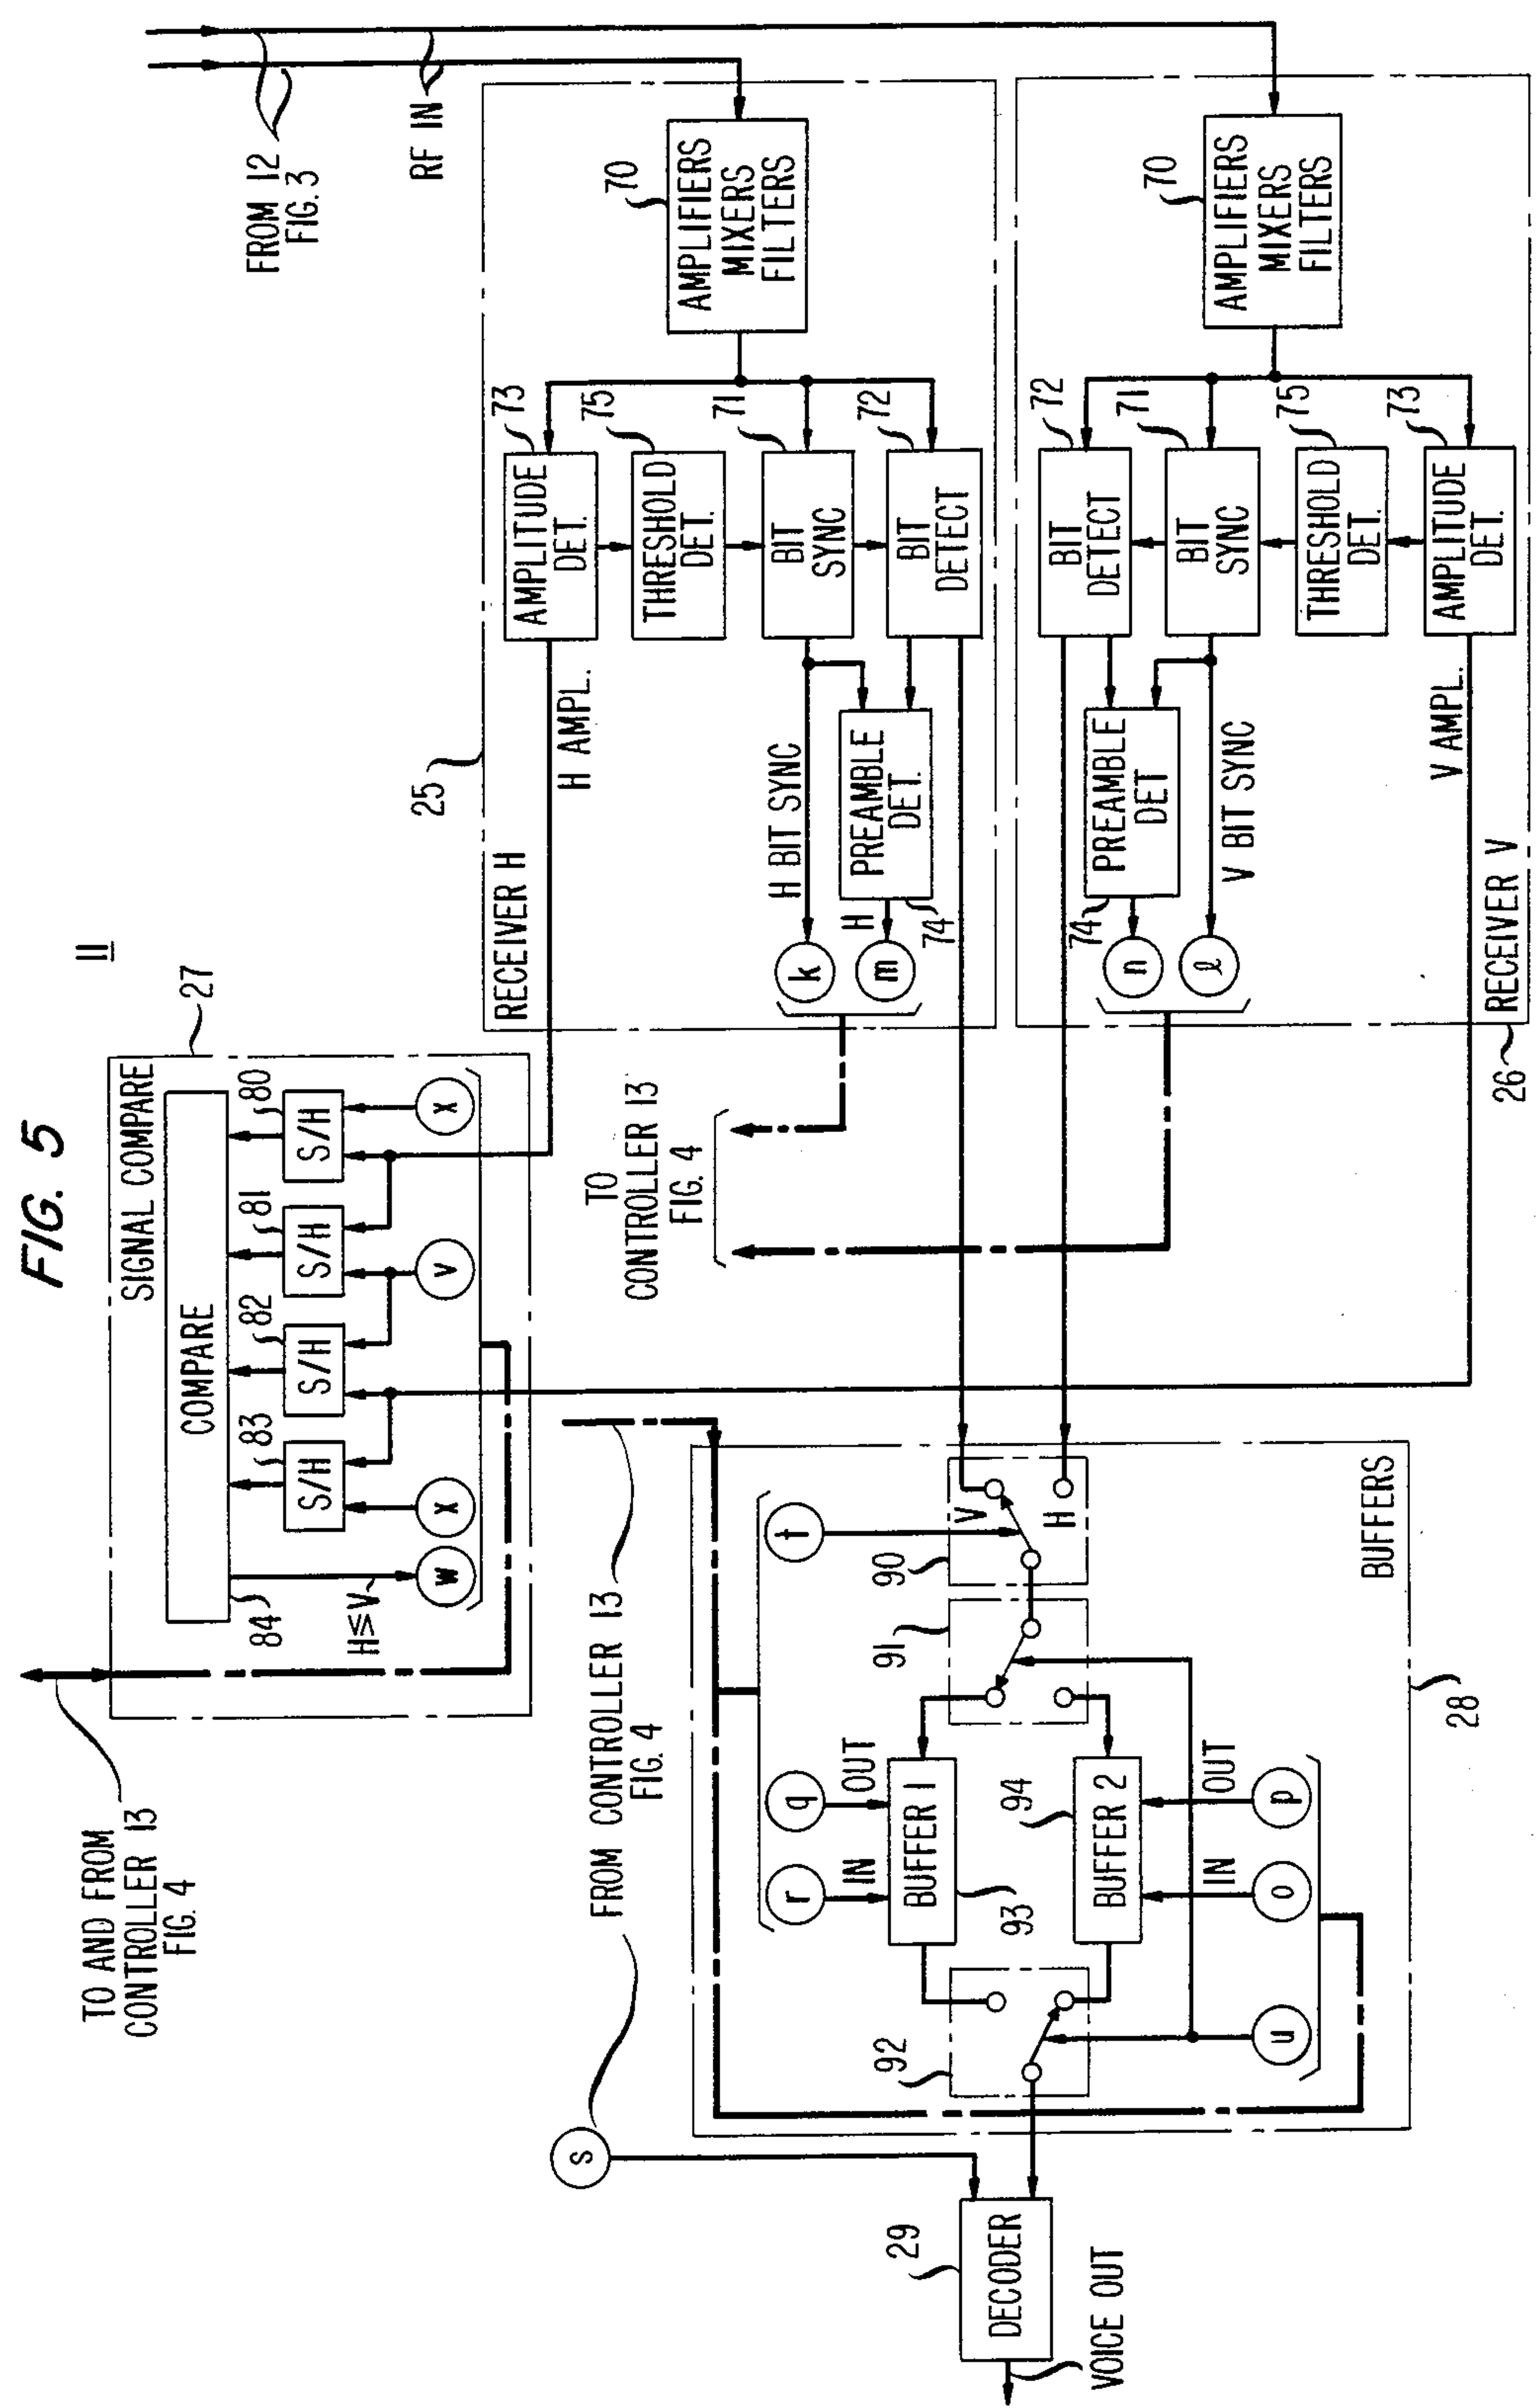 FIG. 5
11
27
SIGNAL COMPARE
COMPARE
84
83
82
81
80
S/H
S/H
S/H
S/H
H≦V
w
x
v
x
TO AND FROM
CONTROLLER 13
FIG. 4
FROM 12
FIG. 3
RF IN
25
RECEIVER H
H AMPL.
73
AMPLITUDE
DET.
75
THRESHOLD
DET.
71
BIT
SYNC
72
BIT
DETECT
70
AMPLIFIERS
MIXERS
FILTERS
H BIT SYNC
PREAMBLE
DET.
74
H
k
m
TO
CONTROLLER 13
FIG. 4
72
BIT
DETECT
71
BIT
SYNC
75
THRESHOLD
DET.
73
AMPLITUDE
DET.
70
AMPLIFIERS
MIXERS
FILTERS
PREAMBLE
DET
74
n
l
V BIT SYNC
V AMPL.
RECEIVER V
26
FROM CONTROLLER 13
FIG. 4
s
r
q
t
IN
OUT
BUFFER 1
93
94
BUFFER 2
IN
OUT
u
o
p
92
91
90
V
H
BUFFERS
28
29
DECODER
VOICE OUT